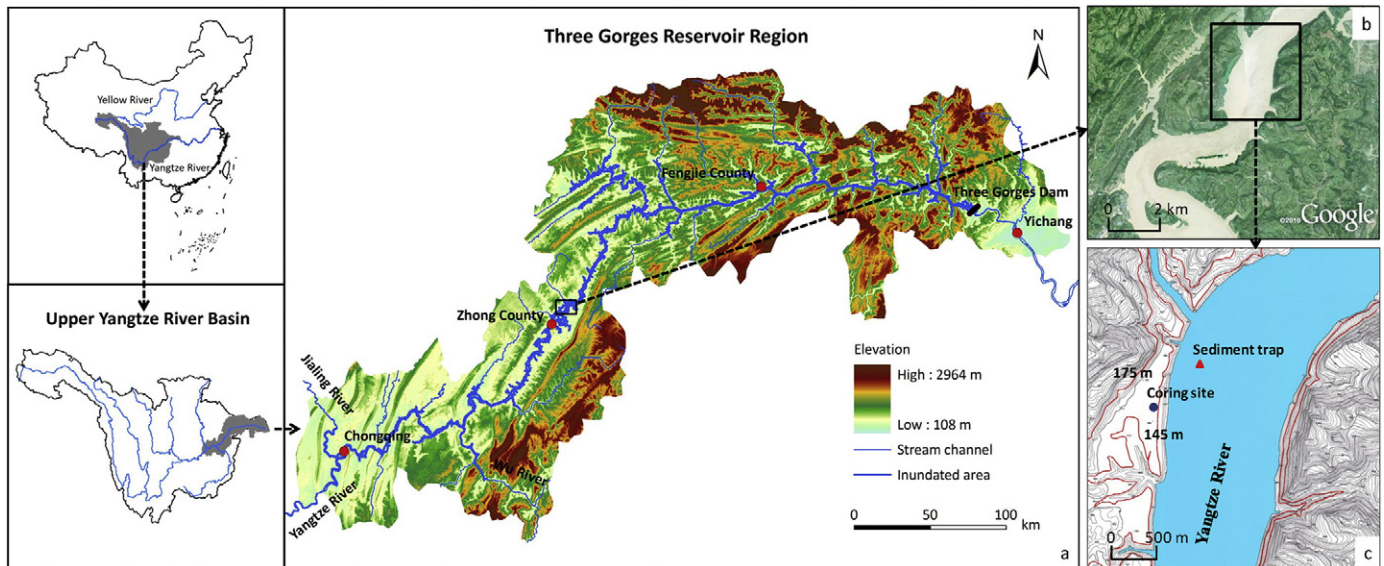 Yellow River
Yangtze River
Upper Yangtze River Basin
Three Gorges Reservoir Region
N
Fengjie County
Three Gorges Dam
Yichang
Zhong County
Jialing River
Chongqing
Wu River
Yangtze River
Elevation
High : 2964 m
Low : 108 m
Stream channel
Inundated area
0 50 100
km
a
b
0 2 km
©2019 Google
Sediment trap
175 m
Coring site
145 m
Yangtze River
0 500 m
c